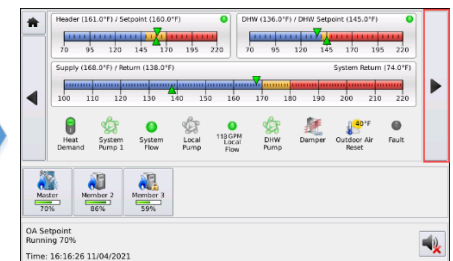 Header (161.0°F) / Setpoint (160.0°F)
70 95 120 145 170 195 220
DHW (136.0°F) / DHW Setpoint (145.0°F)
70 95 120 145 170 195 220
Supply (168.0°F) / Return (138.0°F)
System Return (74.0°F)
100 110 120 130 140 150 160 170 180 190 200 210 220
Heat Demand
System Pump 1
System Flow
Local Pump
118 GPM Local Flow
DHW Pump
Damper
40°F
Outdoor Air Reset
Fault
Master
70%
Member 2
86%
Member 3
59%
OA Setpoint
Running 70%
Time: 16:16:26 11/04/2021